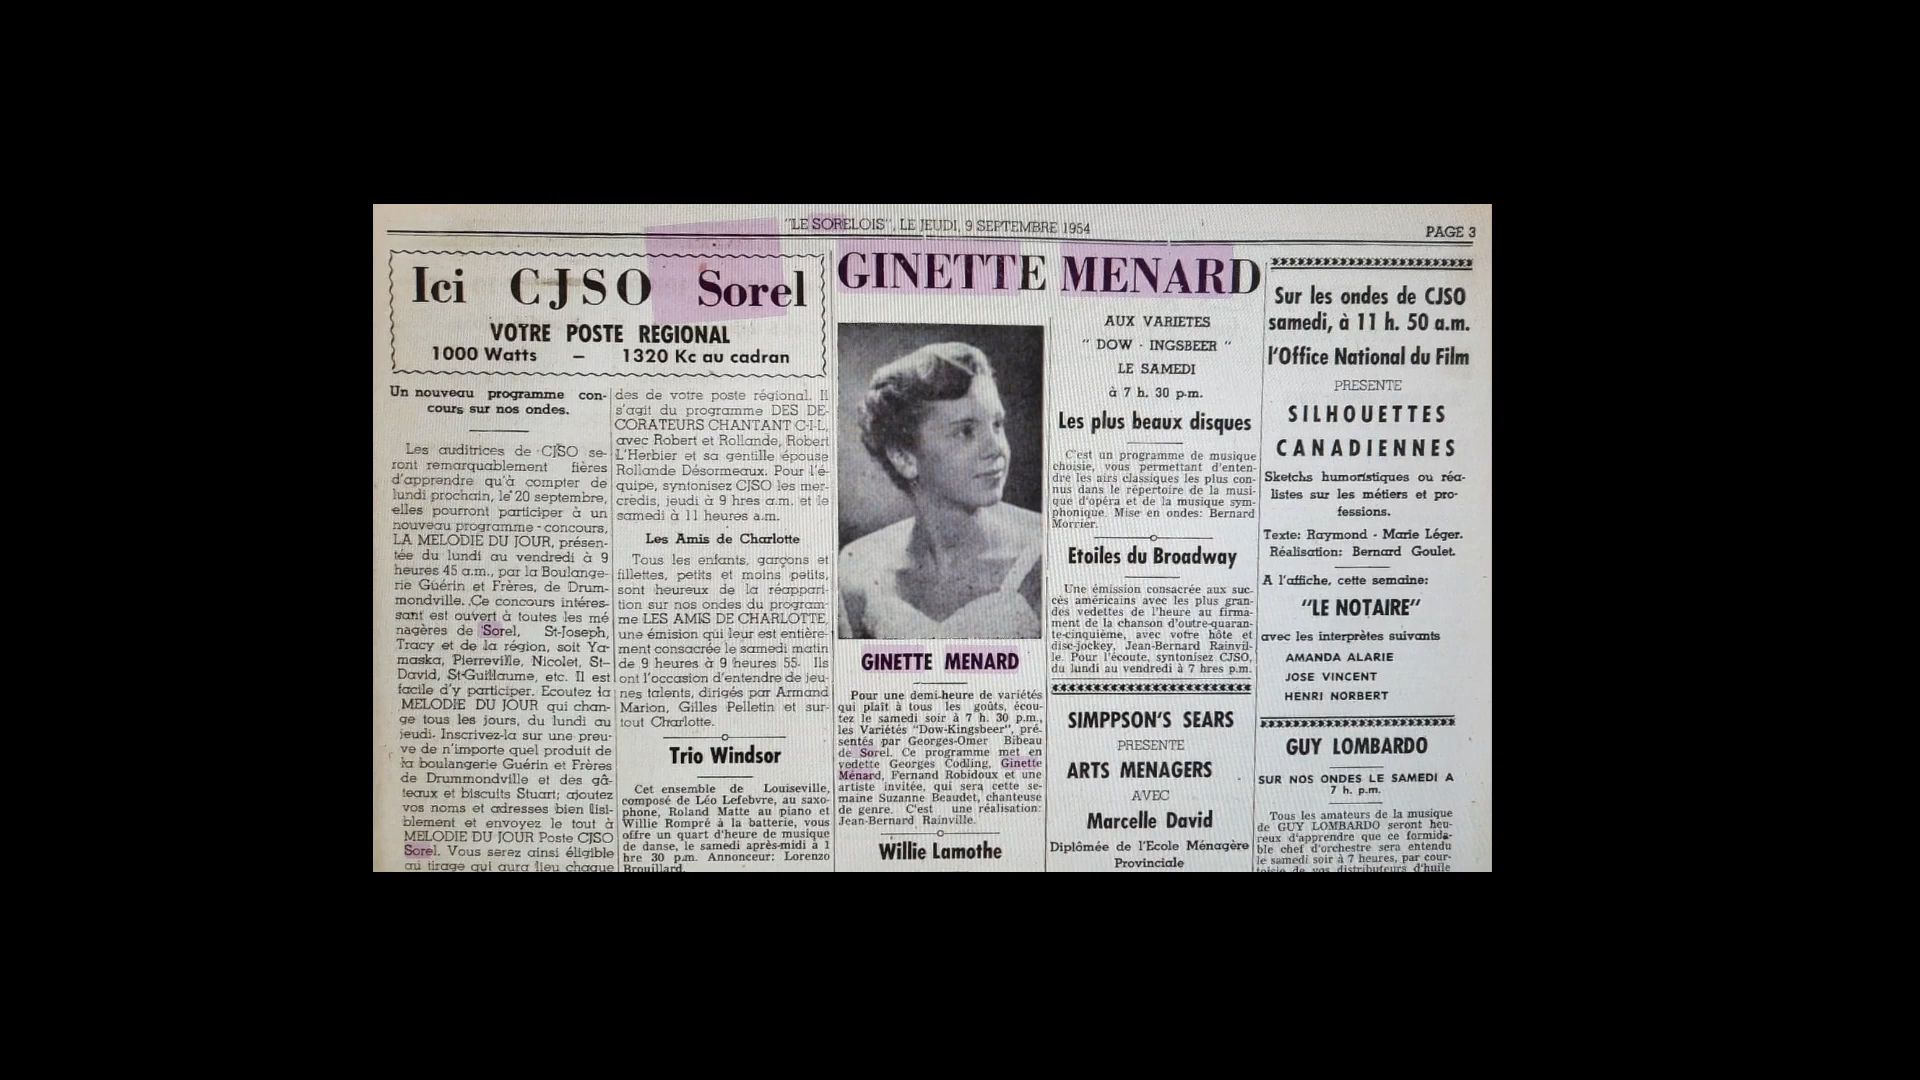 "LE SORELOIS", LE JEUDI, 9 SEPTEMBRE 1954
PAGE 3
Ici CJSO Sorel
VOTRE POSTE REGIONAL
1000 Watts — 1320 Kc au cadran
Un nouveau programme con-
cours sur nos ondes.
Les auditrices de CJSO se-
ront remarquablement fières
d'apprendre qu'à compter de
lundi prochain, le 20 septembre,
elles pourront participer à un
nouveau programme - concours,
LA MELODIE DU JOUR, présen-
tée du lundi au vendredi à 9
heures 45 a.m., par la Boulange-
rie Guérin et Frères, de Drum-
mondville. Ce concours intéres-
sant est ouvert à toutes les mé
nagères de Sorel, St-Joseph,
Tracy et de la région, soit Ya-
maska, Pierreville, Nicolet, St-
David, St-Guillaume, etc. Il est
facile d'y participer. Ecoutez la
MELODIE DU JOUR qui chan-
ge tous les jours, du lundi au
jeudi. Inscrivez-la sur une preu-
ve de n'importe quel produit de
la boulangerie Guérin et Frères
de Drummondville et des gâ-
teaux et biscuits Stuart; ajoutez
vos noms et adresses bien lisi-
blement et envoyez le tout à
MELODIE DU JOUR Poste CJSO
Sorel. Vous serez ainsi éligible
au tirage qui aura lieu chaque
des de votre poste régional. Il
s'agit du programme DES DE-
CORATEURS CHANTANT C-I-L,
avec Robert et Rollande, Robert
L'Herbier et sa gentille épouse
Rollande Désormeaux. Pour l'é-
quipe, syntonisez CJSO les mer-
credis, jeudi à 9 hres a.m. et le
samedi à 11 heures a.m.
Les Amis de Charlotte
Tous les enfants, garçons et
fillettes, petits et moins petits,
sont heureux de la réappari-
tion sur nos ondes du program-
me LES AMIS DE CHARLOTTE,
une émision qui leur est entière-
ment consacrée le samedi matin
de 9 heures à 9 heures 55. Ils
ont l'occasion d'entendre de jeu-
nes talents, dirigés par Armand
Marion, Gilles Pelletin et sur-
tout Charlotte.
Trio Windsor
Cet ensemble de Louiseville,
composé de Léo Lefebvre, au saxo-
phone, Roland Matte au piano et
Willie Rompré à la batterie, vous
offre un quart d'heure de musique
de danse, le samedi après-midi à 1
hre 30 p.m. Annonceur: Lorenzo
Brouillard.
GINETTE MENARD
GINETTE MENARD
Pour une demi-heure de variétés
qui plaît à tous les goûts, écou-
tez le samedi soir à 7 h. 30 p.m.,
les Variétés "Dow-Kingsbeer", pré-
sentés par Georges-Omer Bibeau
de Sorel. Ce programme met en
vedette Georges Codling, Ginette
Ménard, Fernand Robidoux et une
artiste invitée, qui sera cette se-
maine Suzanne Beaudet, chanteuse
de genre. C'est une réalisation:
Jean-Bernard Rainville.
Willie Lamothe
AUX VARIETES
" DOW - INGSBEER "
LE SAMEDI
à 7 h. 30 p.m.
Les plus beaux disques
C'est un programme de musique
choisie, vous permettant d'enten-
dre les airs classiques les plus con-
nus dans le répertoire de la musi-
que d'opéra et de la musique sym-
phonique. Mise en ondes: Bernard
Morrier.
Etoiles du Broadway
Une émission consacrée aux suc-
cès américains avec les plus gran-
des vedettes de l'heure au firma-
ment de la chanson d'outre-quaran-
te-cinquième, avec votre hôte et
disc-jockey, Jean-Bernard Rainvil-
le. Pour l'écoute, syntonisez CJSO,
du lundi au vendredi à 7 hres p.m.
SIMPPSON'S SEARS
PRESENTE
ARTS MENAGERS
AVEC
Marcelle David
Diplômée de l'Ecole Ménagère
Provinciale
Sur les ondes de CJSO
samedi, à 11 h. 50 a.m.
l'Office National du Film
PRESENTE
SILHOUETTES
CANADIENNES
Sketchs humoristiques ou réa-
listes sur les métiers et pro-
fessions.
Texte: Raymond - Marie Léger.
Réalisation: Bernard Goulet.
A l'affiche, cette semaine:
"LE NOTAIRE"
avec les interprètes suivants
AMANDA ALARIE
JOSE VINCENT
HENRI NORBERT
GUY LOMBARDO
SUR NOS ONDES LE SAMEDI A
7 h. p.m.
Tous les amateurs de la musique
de GUY LOMBARDO seront heu-
reux d'apprendre que ce formida-
ble chef d'orchestre sera entendu
le samedi soir à 7 heures, par cour-
toisie de vos distributeurs d'huile